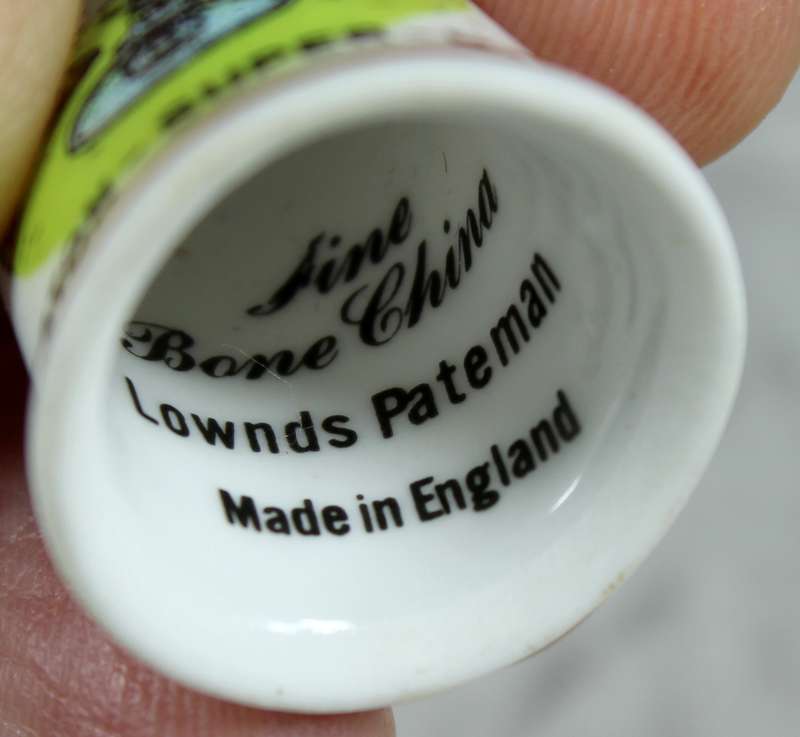 Fine
Bone China
Lownds Pateman
Made in England